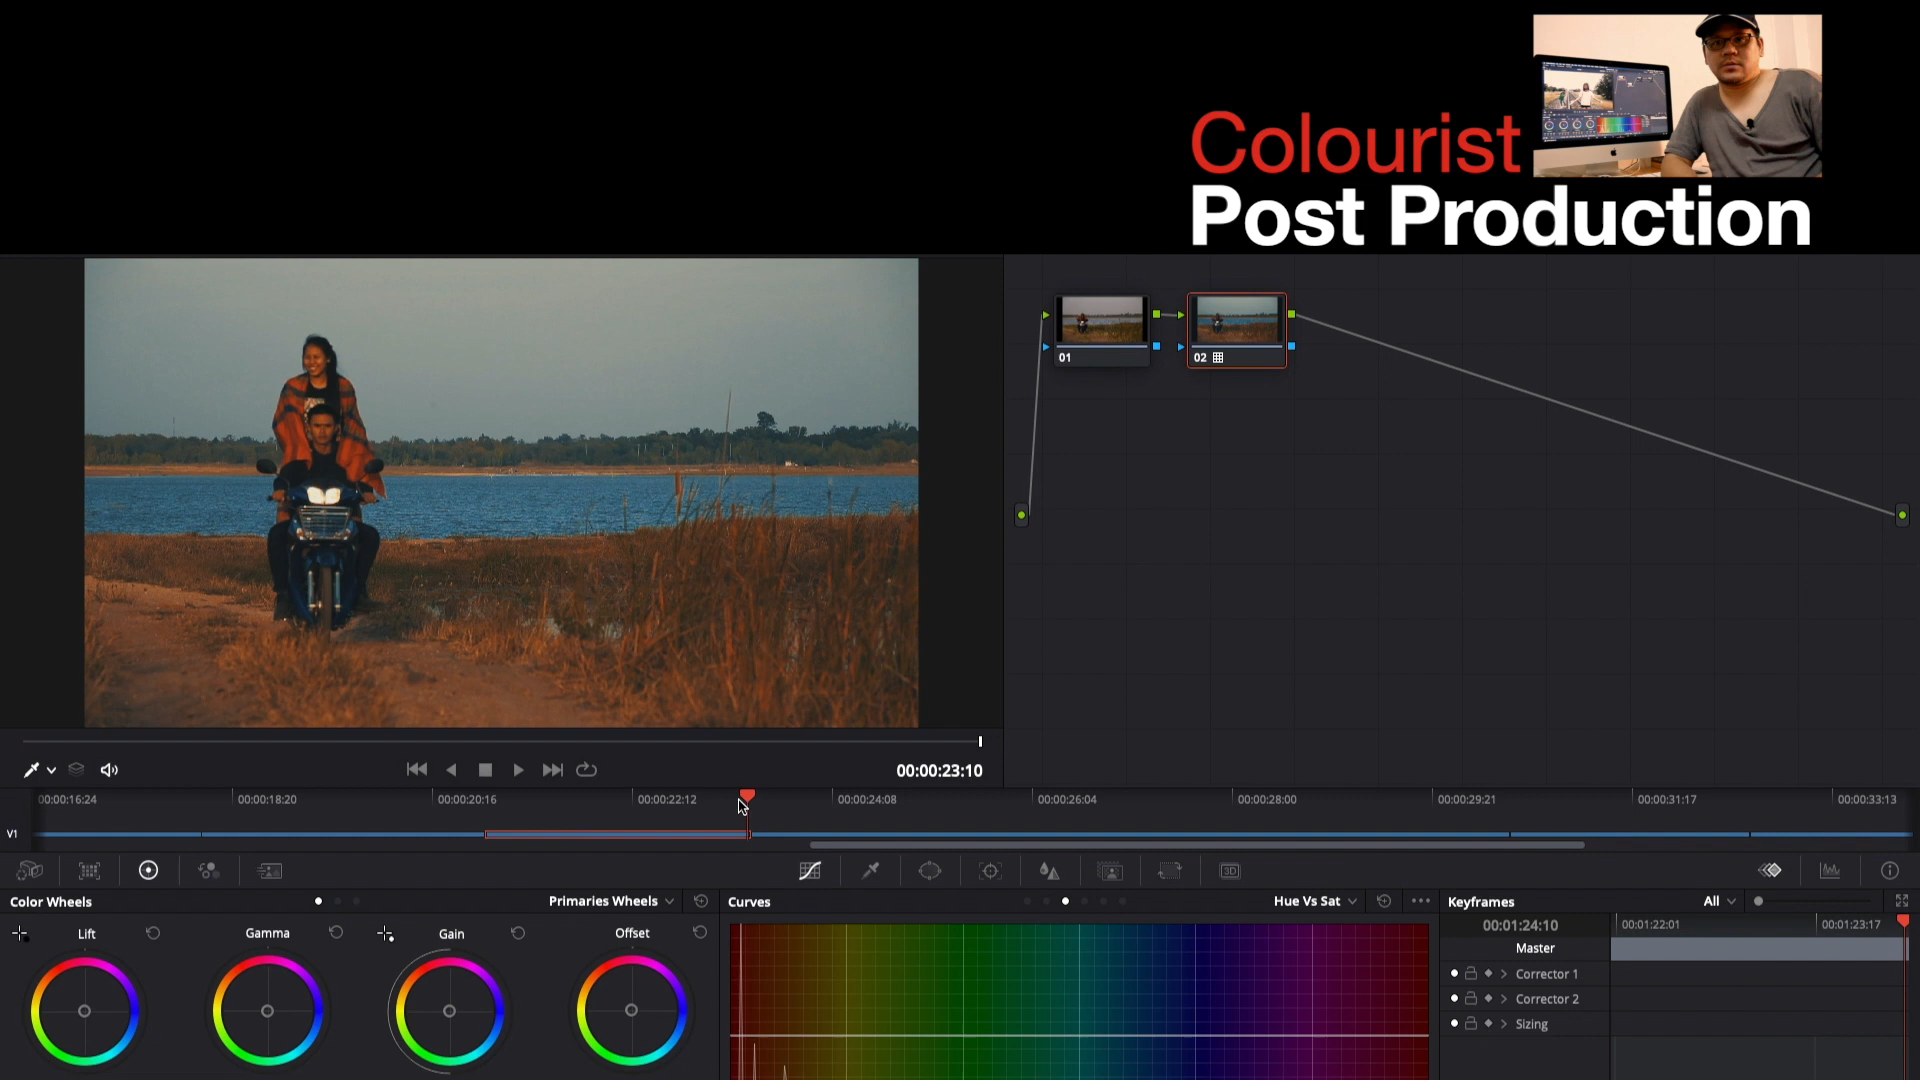 Colourist
Post Production
01
02
00:00:23:10
00:00:16:24
00:00:18:20
00:00:20:16
00:00:22:12
00:00:24:08
00:00:26:04
00:00:28:00
00:00:29:21
00:00:31:17
00:00:33:13
V1
3D
Color Wheels
Primaries Wheels
Curves
Hue Vs Sat
Keyframes
All
Lift
Gamma
Gain
Offset
00:01:24:10
00:01:22:01
00:01:23:17
Master
Corrector 1
Corrector 2
Sizing